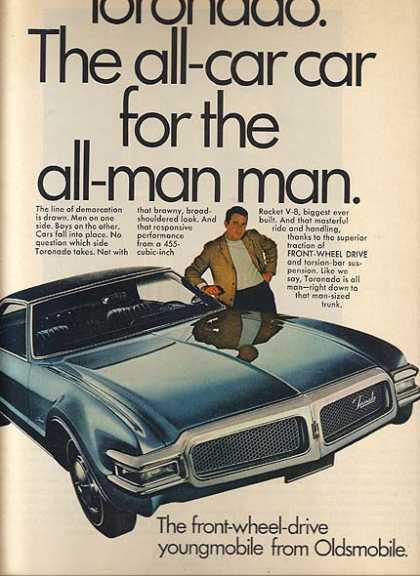 Toronado.
The all-car car
for the
all-man man.
The line of demarcation
is drawn. Men on one
side. Boys on the other.
Cars fall into place. No
question which side
Toronado takes. Not with
that brawny, broad-
shouldered look. And
that responsive
performance
from a 455-
cubic-inch
Rocket V-8, biggest ever
built. And that masterful
ride and handling,
thanks to the superior
traction of
FRONT-WHEEL DRIVE
and torsion-bar sus-
pension. Like we
say, Toronado is all
man—right down to
that man-sized
trunk.
Toronado
The front-wheel-drive
youngmobile from Oldsmobile.